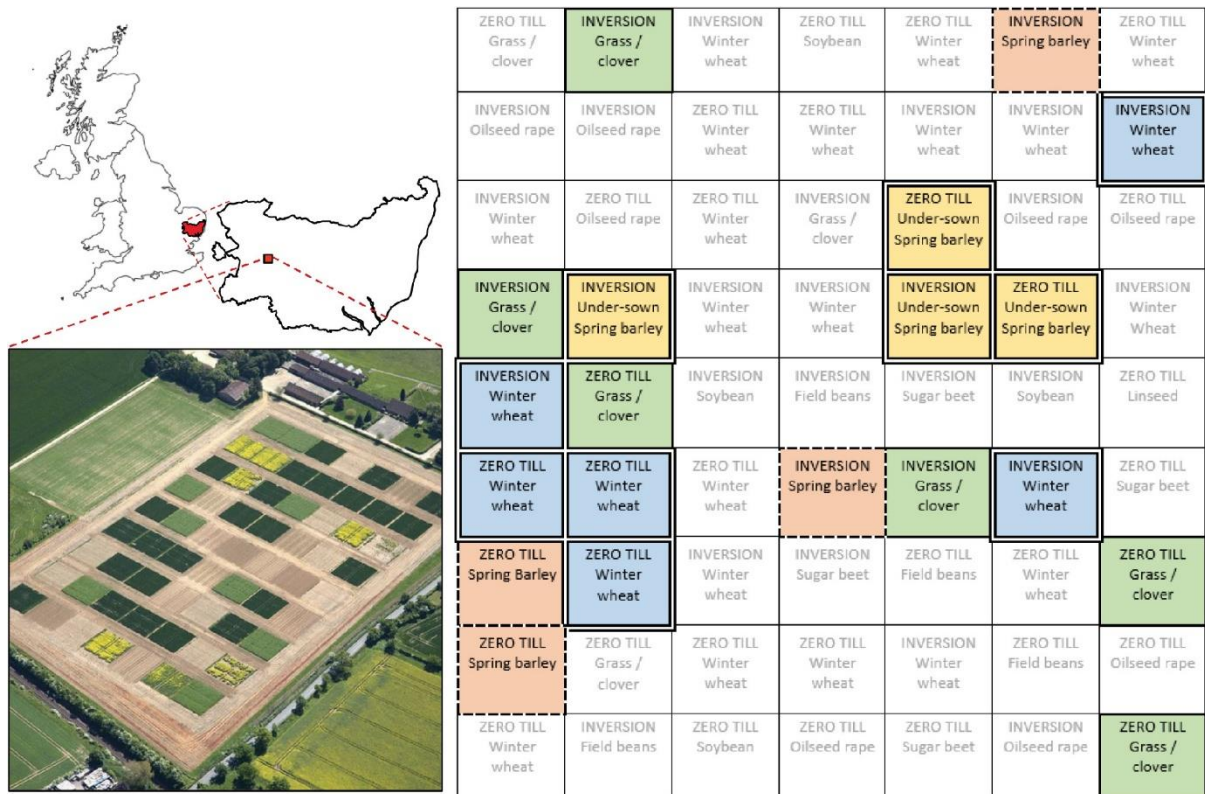 ZERO TILL
Grass /
clover
INVERSION
Grass /
clover
INVERSION
Winter
wheat
ZERO TILL
Soybean
ZERO TILL
Winter
wheat
INVERSION
Spring barley
ZERO TILL
Winter
wheat
INVERSION
Oilseed rape
INVERSION
Oilseed rape
ZERO TILL
Winter
wheat
ZERO TILL
Winter
wheat
INVERSION
Winter
wheat
INVERSION
Winter
wheat
INVERSION
Winter
wheat
INVERSION
Winter
wheat
ZERO TILL
Oilseed rape
ZERO TILL
Winter
wheat
INVERSION
Grass /
clover
ZERO TILL
Under-sown
Spring barley
INVERSION
Oilseed rape
ZERO TILL
Oilseed rape
INVERSION
Grass /
clover
INVERSION
Under-sown
Spring barley
INVERSION
Winter
wheat
INVERSION
Winter
wheat
INVERSION
Under-sown
Spring barley
ZERO TILL
Under-sown
Spring barley
INVERSION
Winter
Wheat
INVERSION
Winter
wheat
ZERO TILL
Grass /
clover
INVERSION
Soybean
INVERSION
Field beans
INVERSION
Sugar beet
INVERSION
Soybean
ZERO TILL
Linseed
ZERO TILL
Winter
wheat
ZERO TILL
Winter
wheat
ZERO TILL
Winter
wheat
INVERSION
Spring barley
INVERSION
Grass /
clover
INVERSION
Winter
wheat
ZERO TILL
Sugar beet
ZERO TILL
Spring Barley
ZERO TILL
Winter
wheat
INVERSION
Winter
wheat
INVERSION
Sugar beet
ZERO TILL
Field beans
ZERO TILL
Winter
wheat
ZERO TILL
Grass /
clover
ZERO TILL
Spring barley
ZERO TILL
Grass /
clover
ZERO TILL
Winter
wheat
ZERO TILL
Winter
wheat
INVERSION
Winter
wheat
ZERO TILL
Field beans
ZERO TILL
Oilseed rape
ZERO TILL
Winter
wheat
INVERSION
Field beans
ZERO TILL
Soybean
ZERO TILL
Oilseed rape
ZERO TILL
Sugar beet
INVERSION
Oilseed rape
ZERO TILL
Grass /
clover